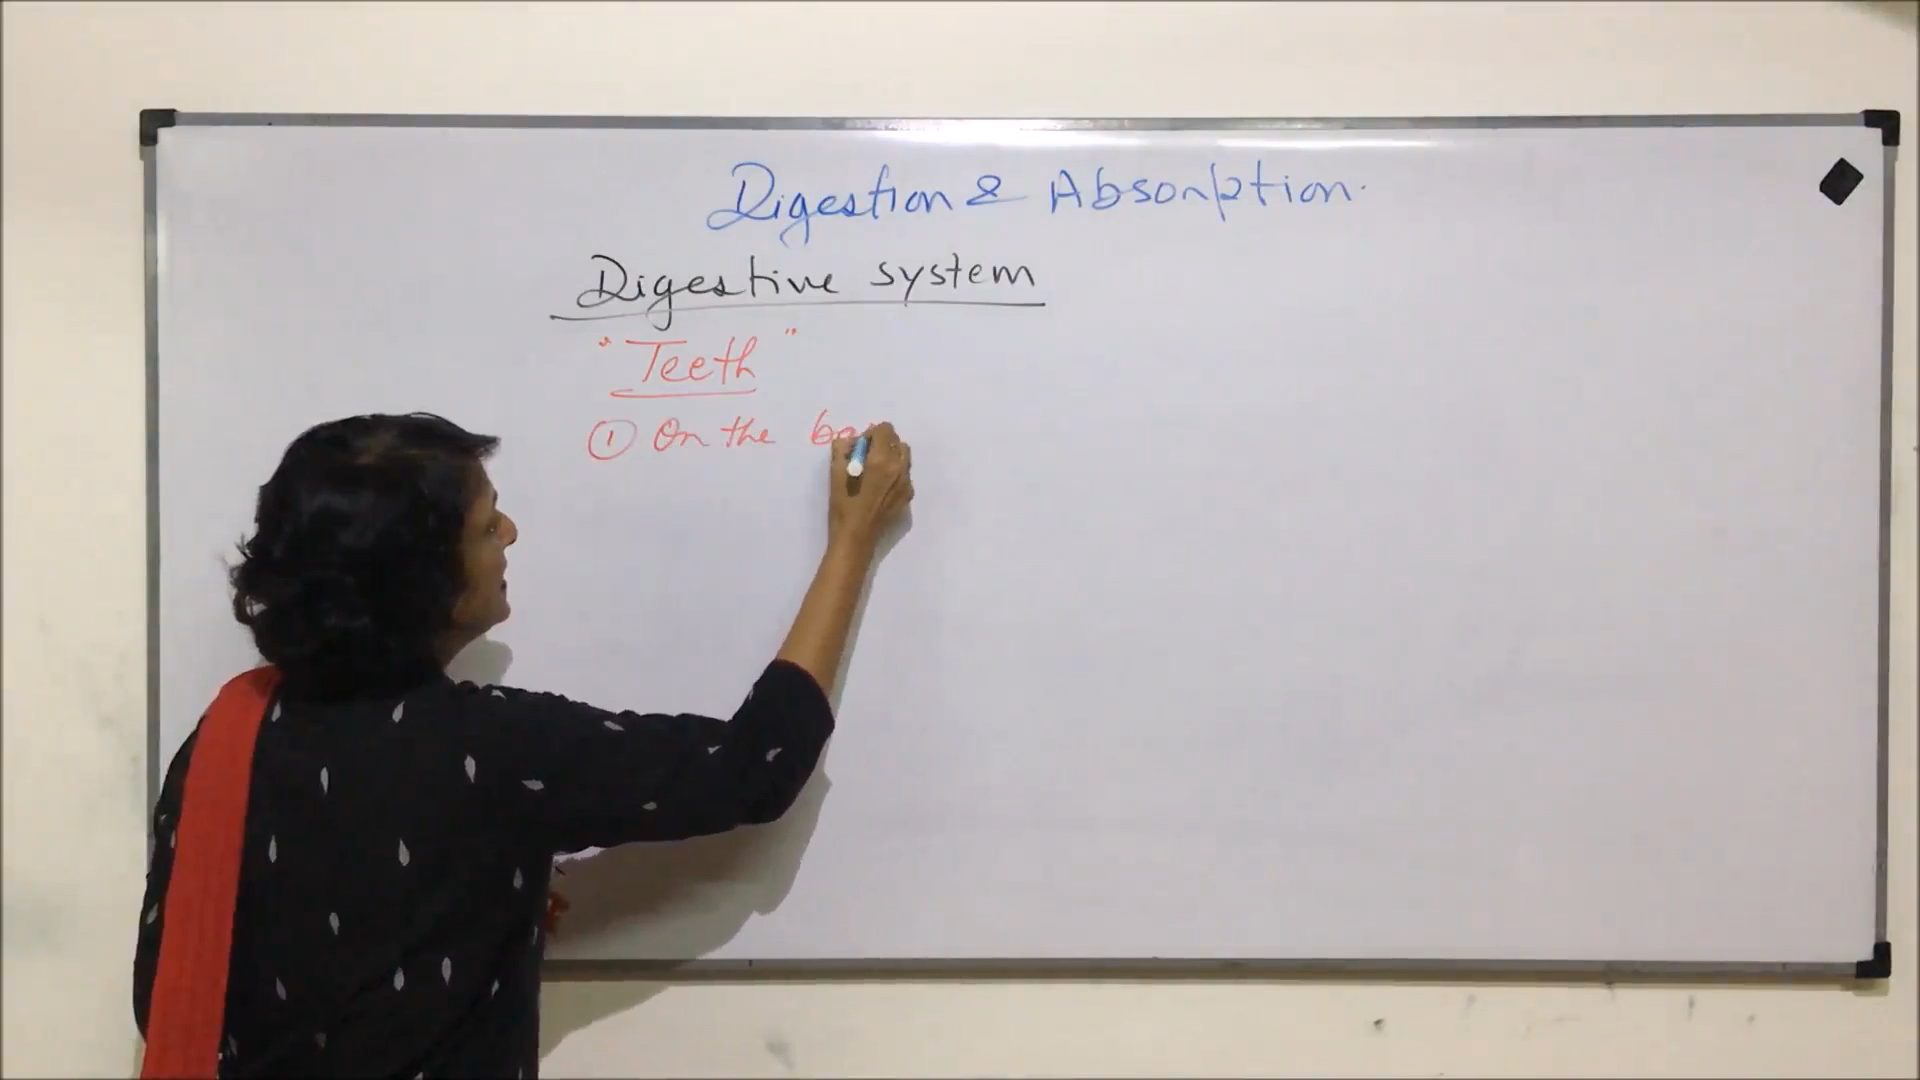 Digestion & Absorption.
Digestive system
"Teeth"
① On the